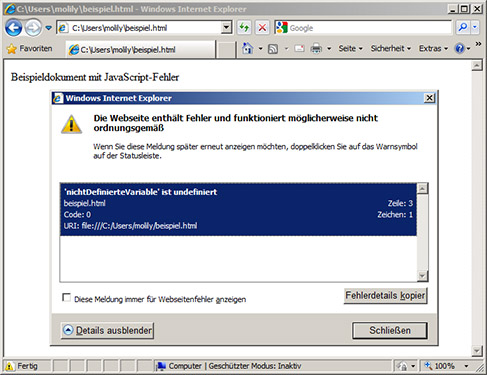 C:\Users\molily\beispiel.html - Windows Internet Explorer
C:\Users\molily\beispiel.html
Google
Favoriten
C:\Users\molily\beispiel.html
Seite
Sicherheit
Extras
Beispieldokument mit JavaScript-Fehler
Windows Internet Explorer
Die Webseite enthält Fehler und funktioniert möglicherweise nicht
ordnungsgemäß
Wenn Sie diese Meldung später erneut anzeigen möchten, doppelklicken Sie auf das Warnsymbol
auf der Statusleiste.
'nichtDefinierteVariable' ist undefiniert
beispiel.html Zeile: 3
Code: 0 Zeichen: 1
URI: file:///C:/Users/molily/beispiel.html
Diese Meldung immer für Webseitenfehler anzeigen
Fehlerdetails kopier
Details ausblender
Schließen
Fertig
Computer | Geschützter Modus: Inaktiv
100%